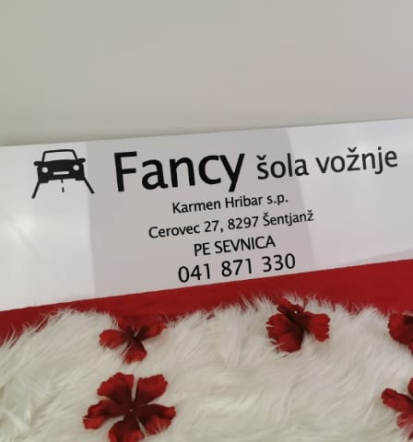 Fancy šola vožnje
Karmen Hribar s.p.
Cerovec 27, 8297 Šentjanž
PE SEVNICA
041 871 330